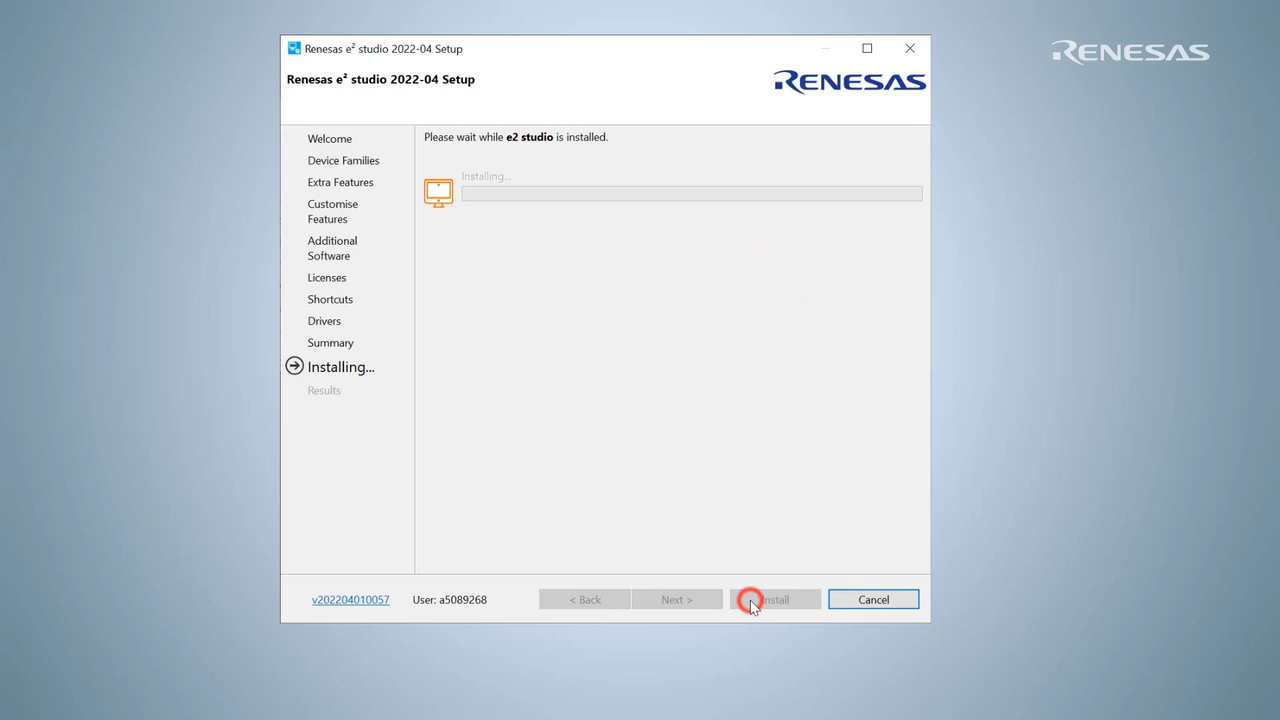 Renesas e² studio 2022-04 Setup
RENESAS
Renesas e² studio 2022-04 Setup
RENESAS
Please wait while e2 studio is installed.
Installing...
Welcome
Device Families
Extra Features
Customise
Features
Additional
Software
Licenses
Shortcuts
Drivers
Summary
Installing...
Results
v202204010057
User: a5089268
< Back
Next >
Install
Cancel